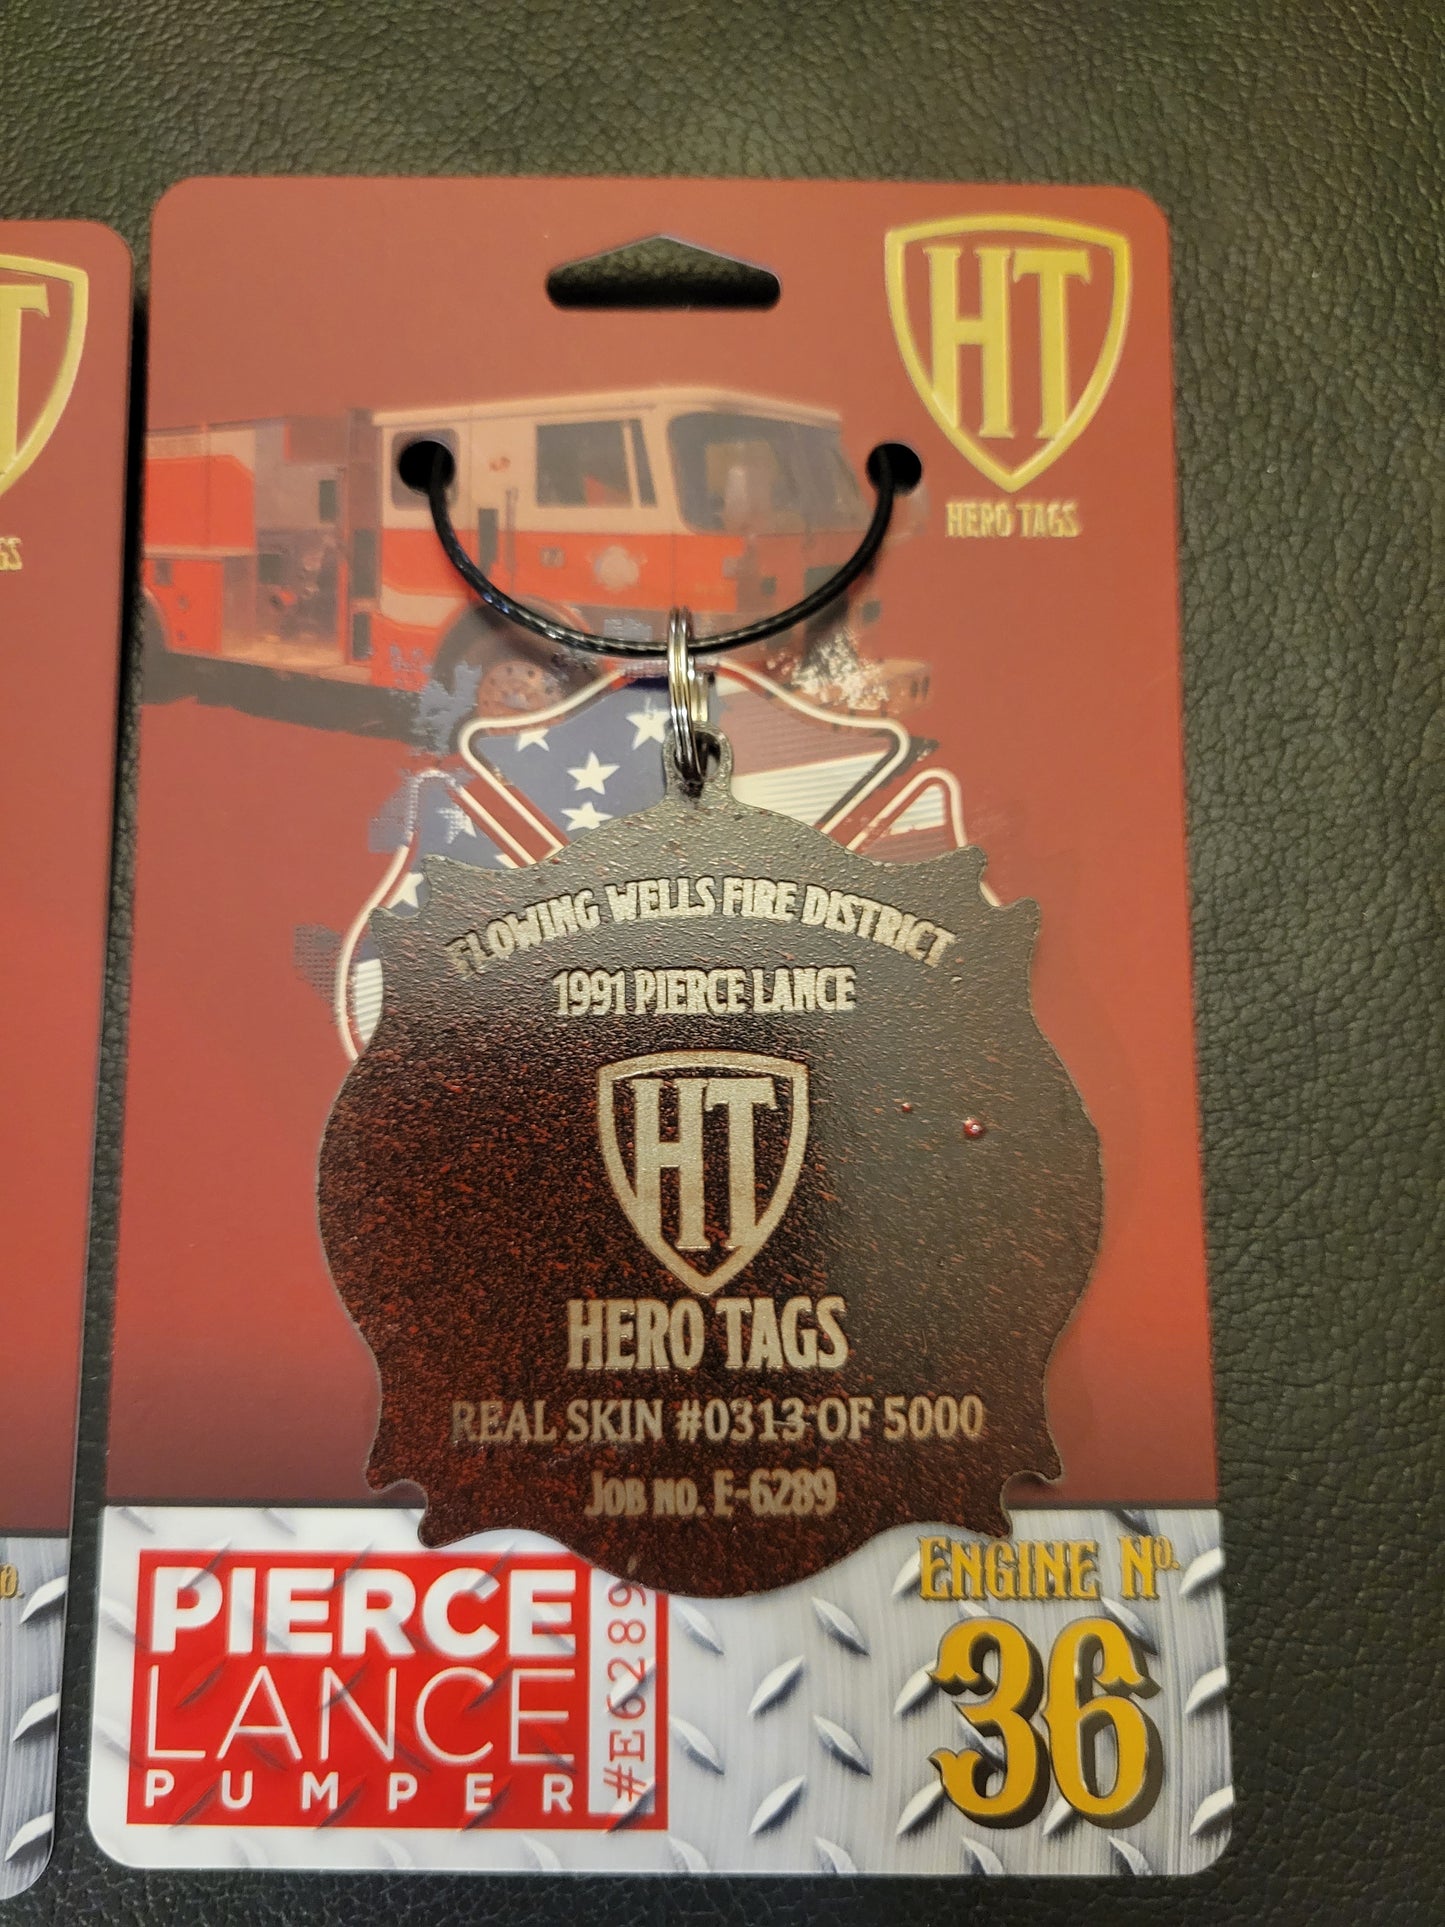 HT
HERO TAGS
T
GS
FLOWING WELLS FIRE DISTRICT
1991 PIERCE LANCE
HT
HERO TAGS
REAL SKIN #0313 OF 5000
JOB NO. E-6289
PIERCE
LANCE
PUMPER
#E6289
ENGINE NO.
36
O.